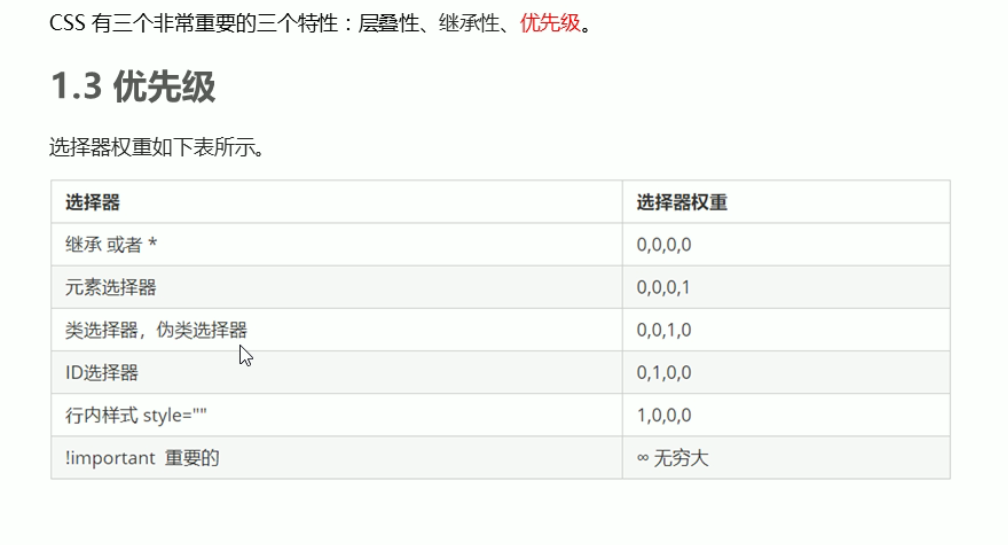 CSS 有三个非常重要的三个特性：层叠性、继承性、优先级。
1.3 优先级
选择器权重如下表所示。
选择器 选择器权重
继承 或者 * 0,0,0,0
元素选择器 0,0,0,1
类选择器，伪类选择器 0,0,1,0
ID选择器 0,1,0,0
行内样式 style="" 1,0,0,0
!important 重要的 ∞ 无穷大